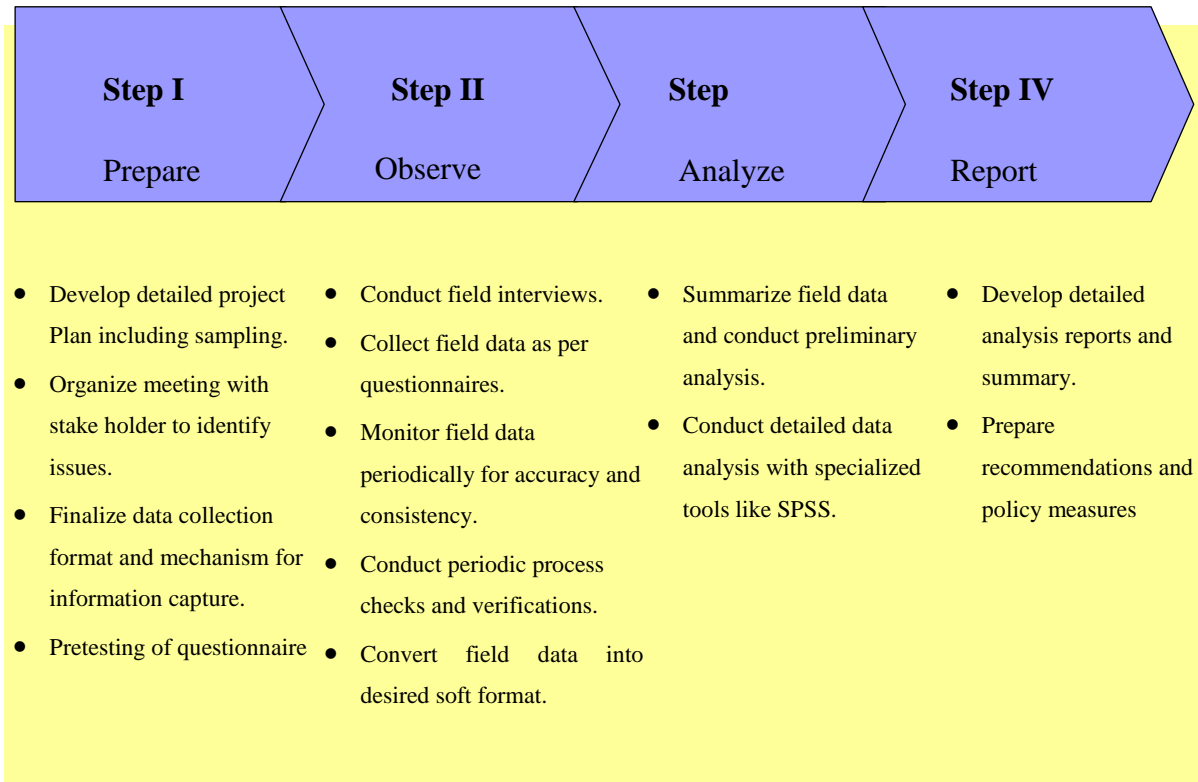 Step I
Prepare
Step II
Observe
Step
Analyze
Step IV
Report
• Develop detailed project
Plan including sampling.
• Organize meeting with
stake holder to identify
issues.
• Finalize data collection
format and mechanism for
information capture.
• Pretesting of questionnaire
• Conduct field interviews.
• Collect field data as per
questionnaires.
• Monitor field data
periodically for accuracy and
consistency.
• Conduct periodic process
checks and verifications.
• Convert field data into
desired soft format.
• Summarize field data
and conduct preliminary
analysis.
• Conduct detailed data
analysis with specialized
tools like SPSS.
• Develop detailed
analysis reports and
summary.
• Prepare
recommendations and
policy measures